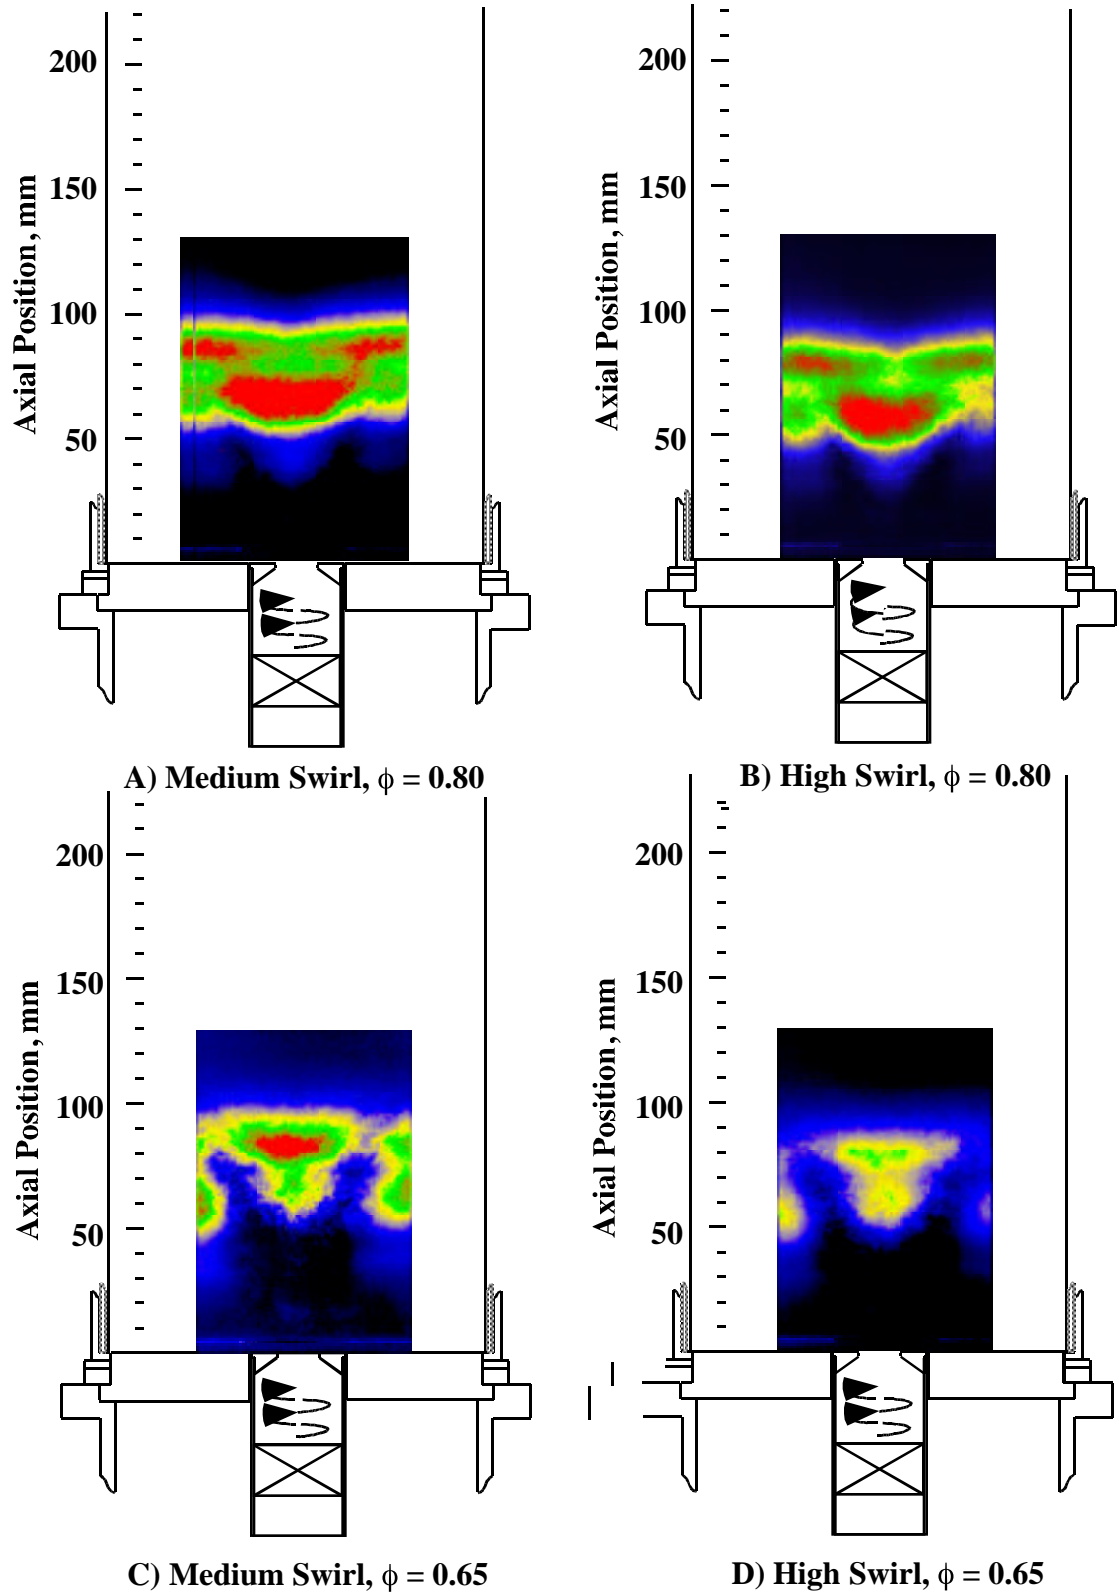 200
150
100
50
Axial Position, mm
A) Medium Swirl, ϕ = 0.80
200
150
100
50
Axial Position, mm
B) High Swirl, ϕ = 0.80
200
150
100
50
Axial Position, mm
C) Medium Swirl, ϕ = 0.65
200
150
100
50
Axial Position, mm
D) High Swirl, ϕ = 0.65